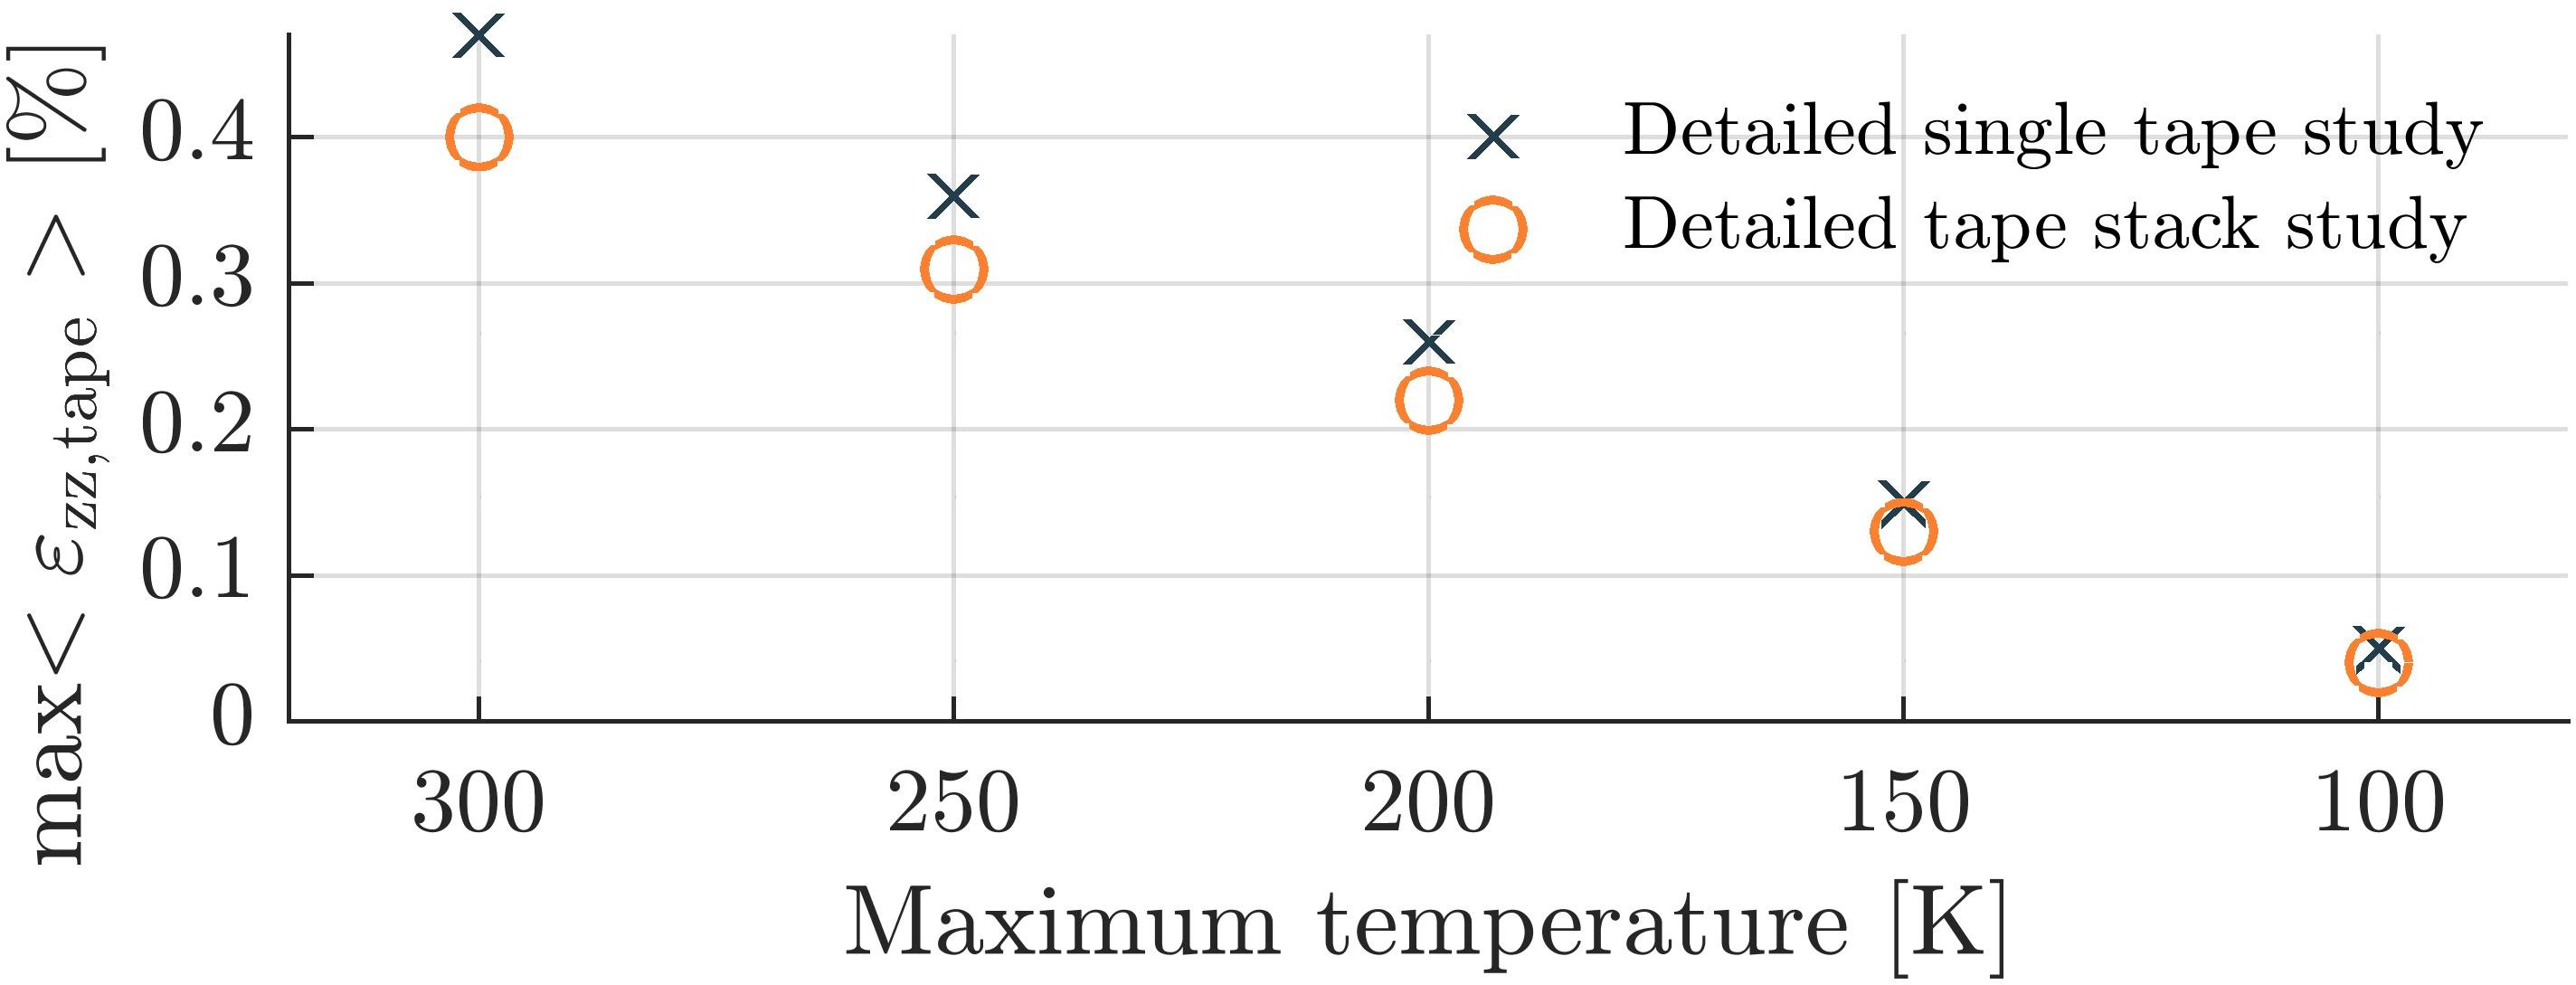 max< εzz,tape > [%]
0.4
0.3
0.2
0.1
0
Detailed single tape study
Detailed tape stack study
300 250 200 150 100
Maximum temperature [K]